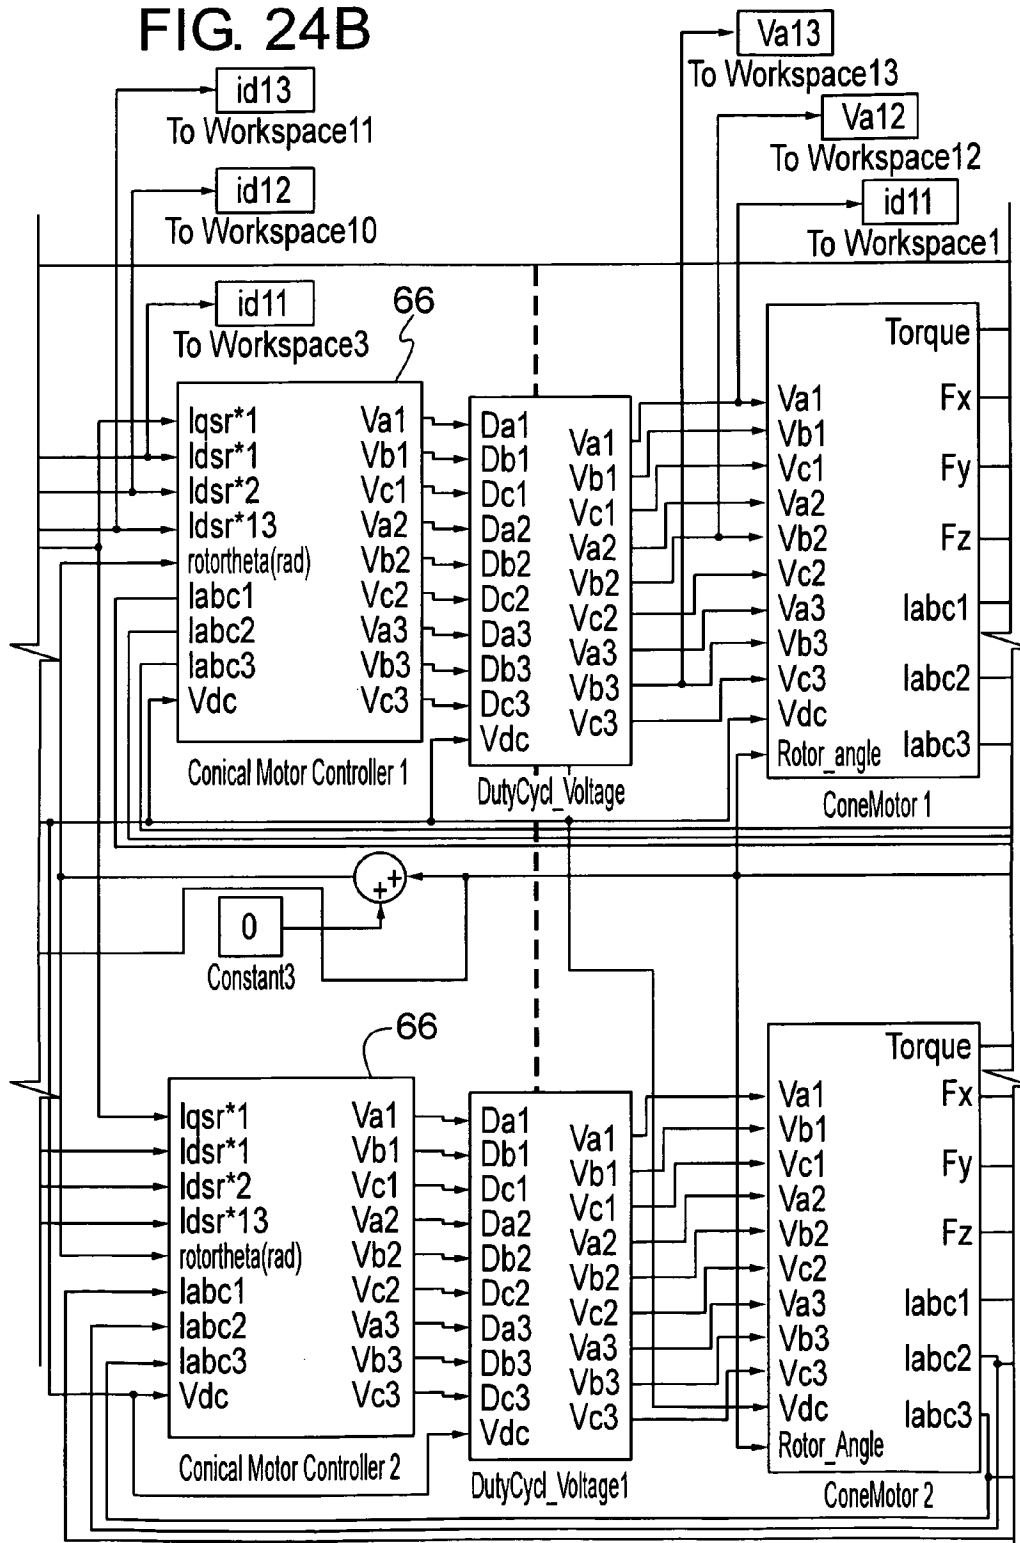 FIG. 24B
Va13
To Workspace13
id13
To Workspace11
Va12
To Workspace12
id12
To Workspace10
id11
To Workspace1
id11
To Workspace3
66
Iqsr*1
Idsr*1
Idsr*2
Idsr*13
rotortheta(rad)
Iabc1
Iabc2
Iabc3
Vdc
Va1
Vb1
Vc1
Va2
Vb2
Vc2
Va3
Vb3
Vc3
Conical Motor Controller 1
Da1
Db1
Dc1
Da2
Db2
Dc2
Da3
Db3
Dc3
Vdc
Va1
Vb1
Vc1
Va2
Vb2
Vc2
Va3
Vb3
Vc3
DutyCycl_Voltage
Va1
Vb1
Vc1
Va2
Vb2
Vc2
Va3
Vb3
Vc3
Vdc
Rotor_angle
Torque
Fx
Fy
Fz
Iabc1
Iabc2
Iabc3
ConeMotor 1
+
+
0
Constant3
66
Iqsr*1
Idsr*1
Idsr*2
Idsr*13
rotortheta(rad)
Iabc1
Iabc2
Iabc3
Vdc
Va1
Vb1
Vc1
Va2
Vb2
Vc2
Va3
Vb3
Vc3
Conical Motor Controller 2
Da1
Db1
Dc1
Da2
Db2
Dc2
Da3
Db3
Dc3
Vdc
Va1
Vb1
Vc1
Va2
Vb2
Vc2
Va3
Vb3
Vc3
DutyCycl_Voltage1
Va1
Vb1
Vc1
Va2
Vb2
Vc2
Va3
Vb3
Vc3
Vdc
Rotor_Angle
Torque
Fx
Fy
Fz
Iabc1
Iabc2
Iabc3
ConeMotor 2